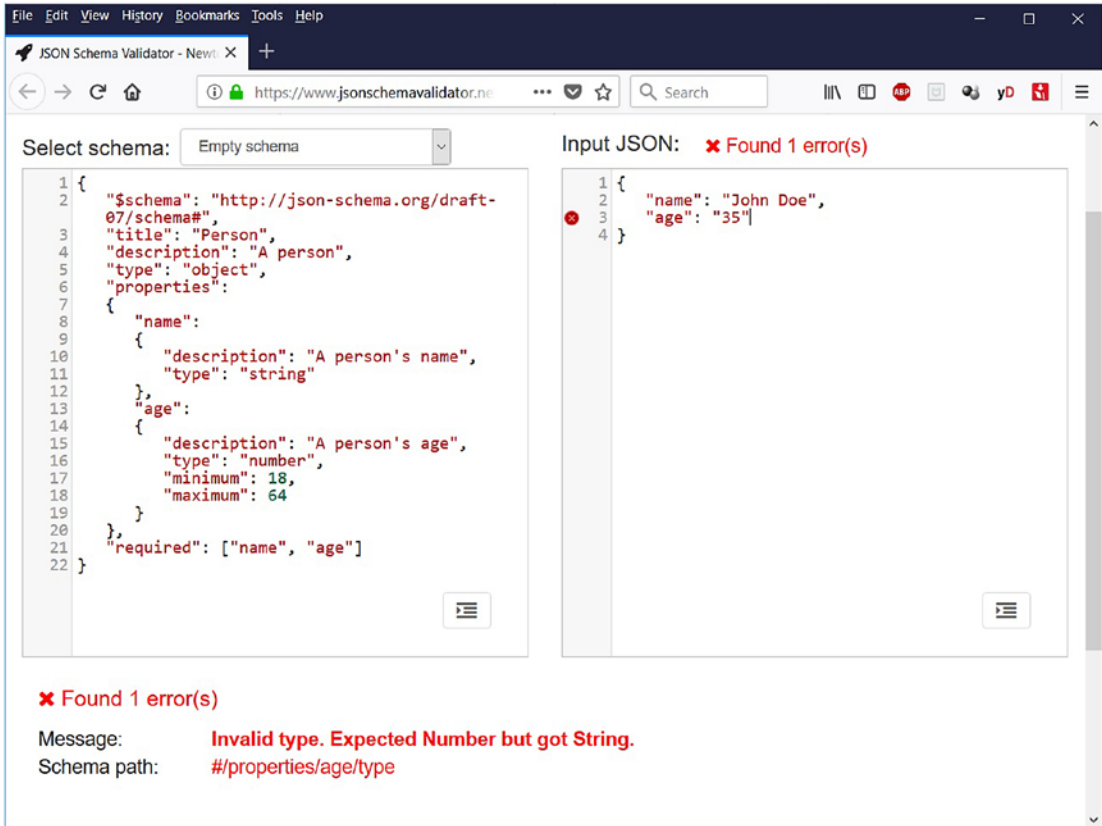 File Edit View History Bookmarks Tools Help
JSON Schema Validator - Newt
https://www.jsonschemavalidator.ne
Search
ABP
yD
Select schema: Empty schema
1 {
2 "$schema": "http://json-schema.org/draft-
07/schema#",
3 "title": "Person",
4 "description": "A person",
5 "type": "object",
6 "properties":
7 {
8 "name":
9 {
10 "description": "A person's name",
11 "type": "string"
12 },
13 "age":
14 {
15 "description": "A person's age",
16 "type": "number",
17 "minimum": 18,
18 "maximum": 64
19 }
20 },
21 "required": ["name", "age"]
22 }
Input JSON: Found 1 error(s)
1 {
2 "name": "John Doe",
3 "age": "35"
4 }
Found 1 error(s)
Message: Invalid type. Expected Number but got String.
Schema path: #/properties/age/type